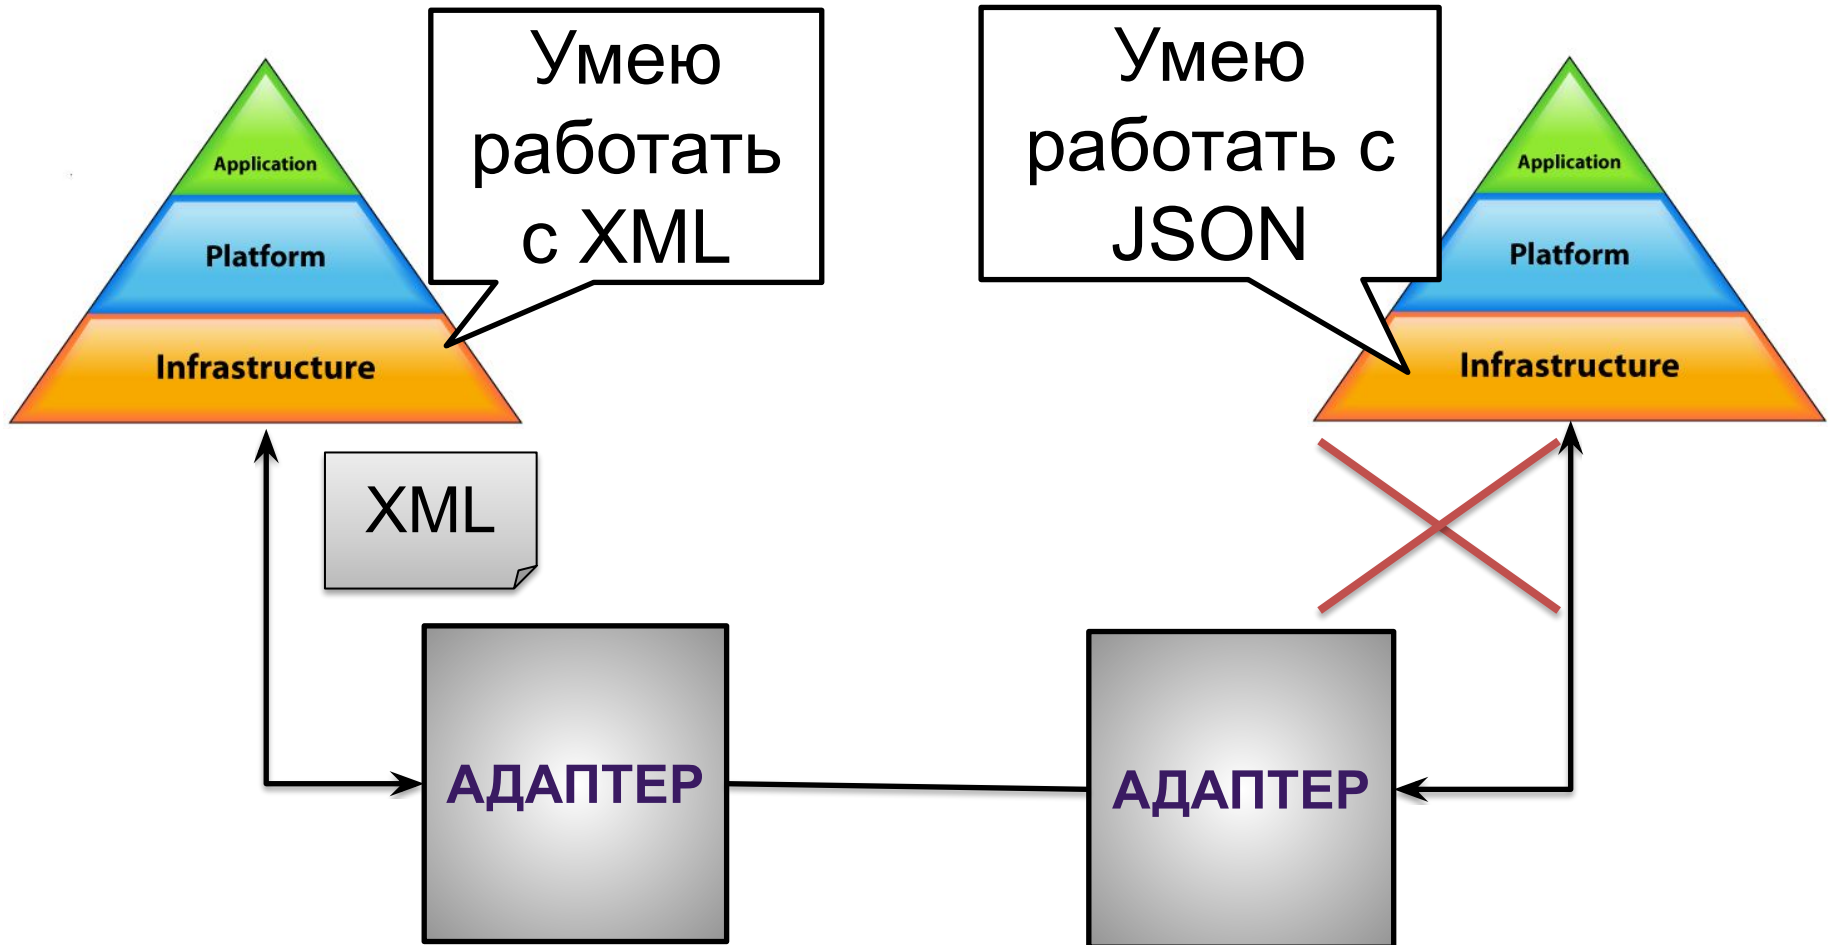 Умею
работать
с XML
Умею
работать с
JSON
Application
Platform
Infrastructure
Application
Platform
Infrastructure
XML
АДАПТЕР
АДАПТЕР